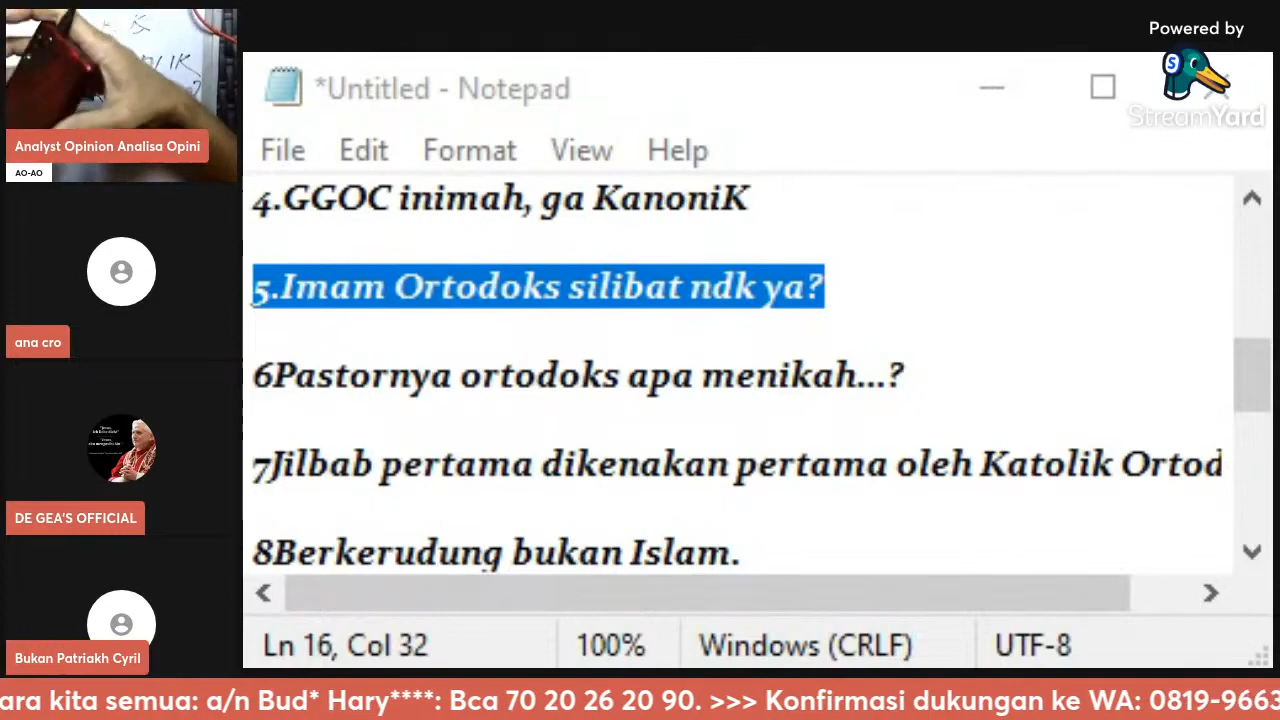 Powered by
StreamYard
*Untitled - Notepad
File Edit Format View Help
4.GGOC inimah, ga KanoniK
5.Imam Ortodoks silibat ndk ya?
6Pastornya ortodoks apa menikah...?
7Jilbab pertama dikenakan pertama oleh Katolik Ortod
8Berkerudung bukan Islam.
Ln 16, Col 32
100%
Windows (CRLF)
UTF-8
Analyst Opinion Analisa Opini
AO-AO
ana cro
DE GEA'S OFFICIAL
Bukan Patriakh Cyril
ara kita semua: a/n Bud* Hary****: Bca 70 20 26 20 90. >>> Konfirmasi dukungan ke WA: 0819-9663